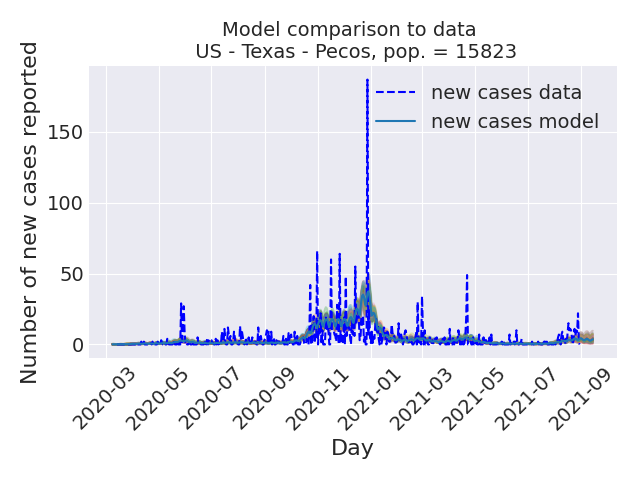 Model comparison to data
US - Texas - Pecos, pop. = 15823
Number of new cases reported
150
100
50
0
new cases data
new cases model
2020-03
2020-05
2020-07
2020-09
2020-11
2021-01
2021-03
2021-05
2021-07
2021-09
Day